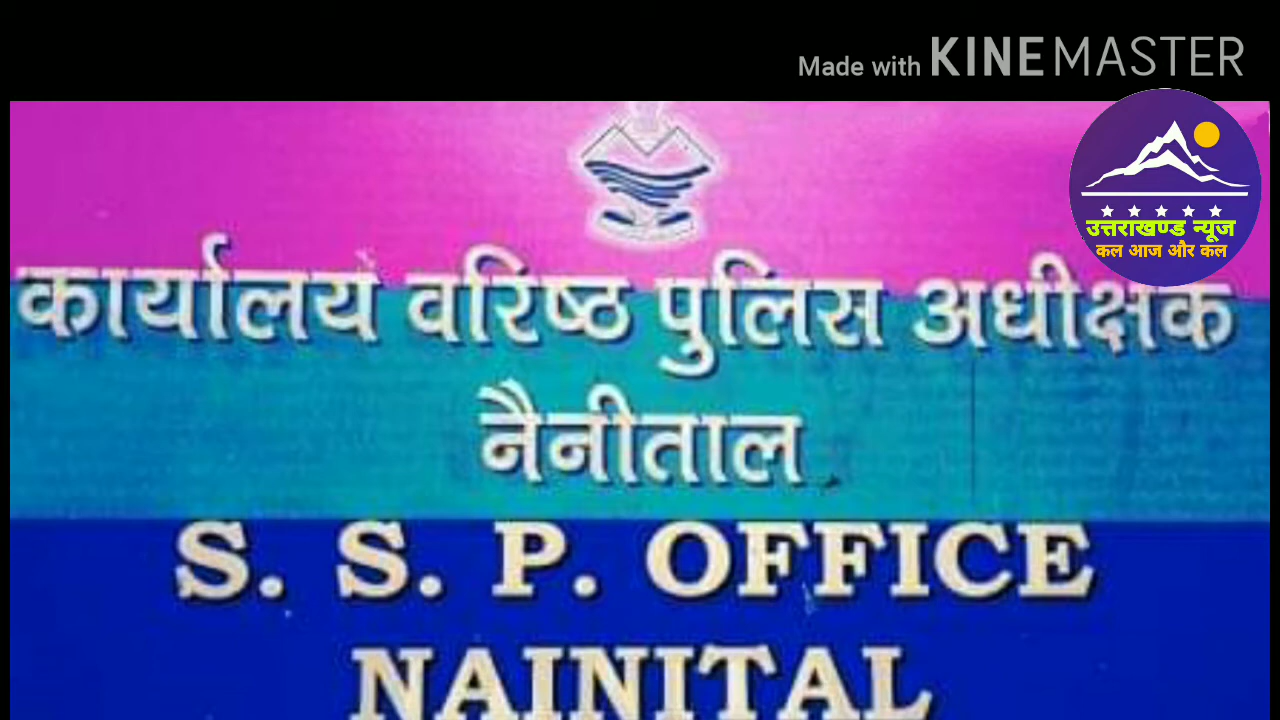 Made with KINEMASTER
उत्तराखण्ड न्यूज
कल आज और कल
कार्यालय वरिष्ठ पुलिस अधीक्षक
नैनीताल
S. S. P. OFFICE
NAINITAL